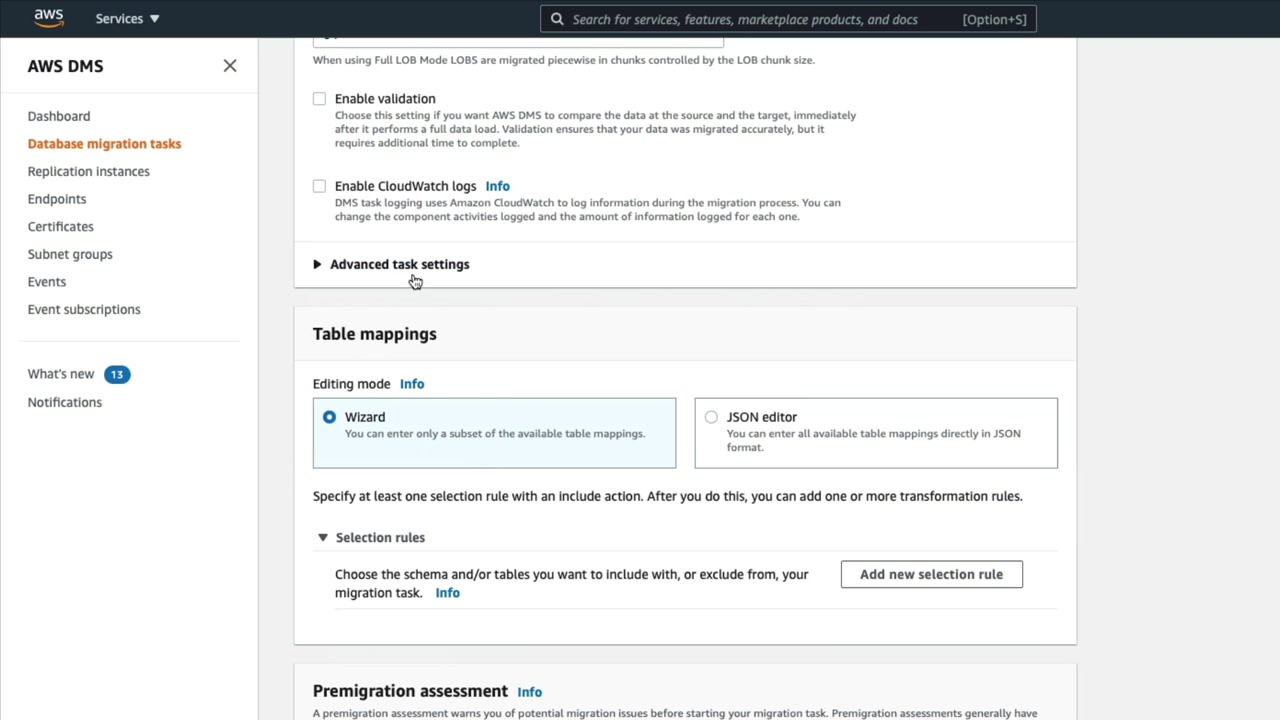 aws
Services ▼
Search for services, features, marketplace products, and docs [Option+S]
AWS DMS
Dashboard
Database migration tasks
Replication instances
Endpoints
Certificates
Subnet groups
Events
Event subscriptions
What's new 13
Notifications
When using Full LOB Mode LOBS are migrated piecewise in chunks controlled by the LOB chunk size.
Enable validation
Choose this setting if you want AWS DMS to compare the data at the source and the target, immediately
after it performs a full data load. Validation ensures that your data was migrated accurately, but it
requires additional time to complete.
Enable CloudWatch logs Info
DMS task logging uses Amazon CloudWatch to log information during the migration process. You can
change the component activities logged and the amount of information logged for each one.
Advanced task settings
Table mappings
Editing mode Info
Wizard
You can enter only a subset of the available table mappings.
JSON editor
You can enter all available table mappings directly in JSON
format.
Specify at least one selection rule with an include action. After you do this, you can add one or more transformation rules.
Selection rules
Choose the schema and/or tables you want to include with, or exclude from, your
migration task. Info
Add new selection rule
Premigration assessment Info
A premigration assessment warns you of potential migration issues before starting your migration task. Premigration assessments generally have